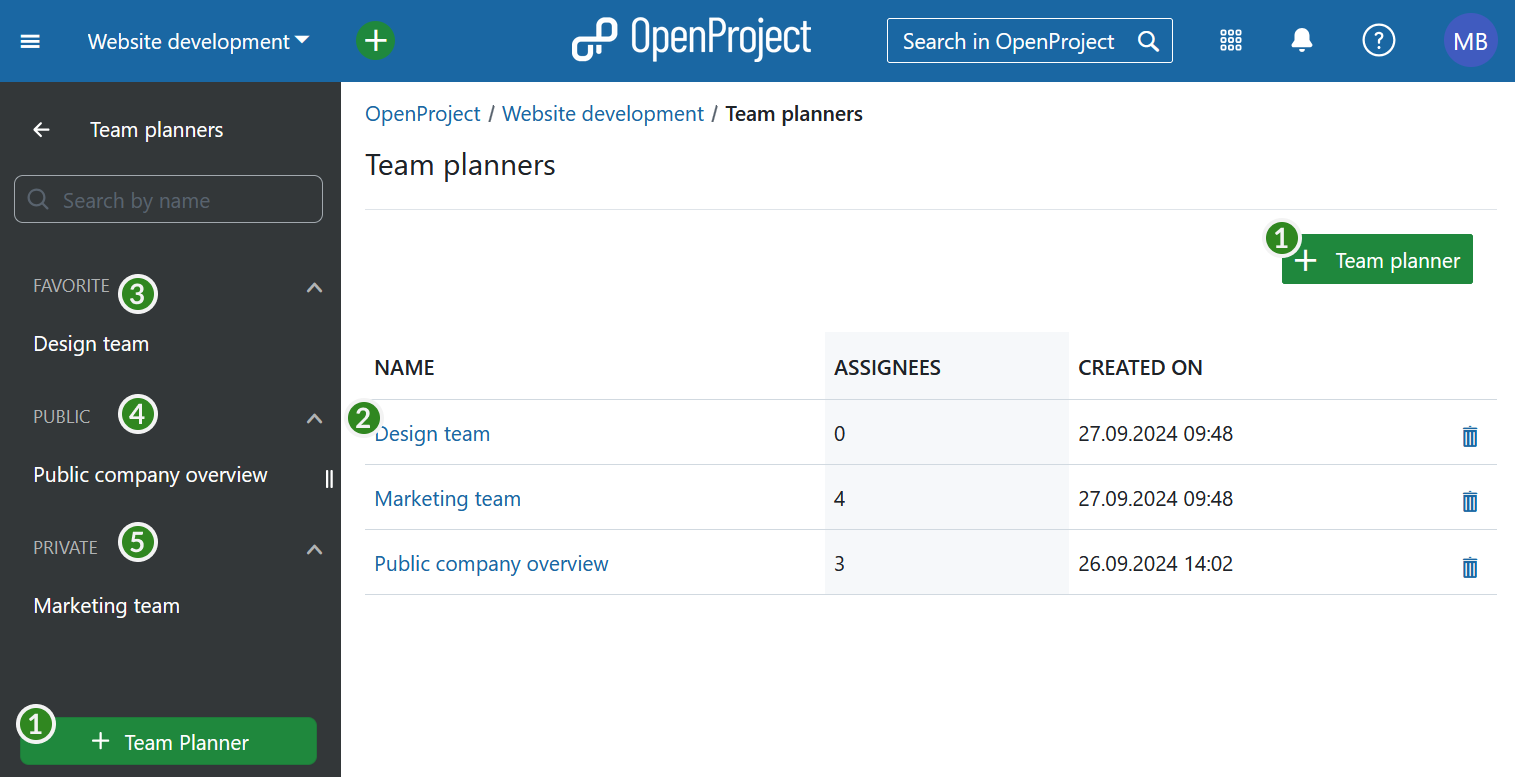 Website development
OpenProject
Search in OpenProject
?
MB
Team planners
Search by name
FAVORITE
3
Design team
PUBLIC
4
Public company overview
PRIVATE
5
Marketing team
1
+ Team Planner
OpenProject / Website development / Team planners
Team planners
1
+ Team planner
NAME ASSIGNEES CREATED ON
2
Design team 0 27.09.2024 09:48
Marketing team 4 27.09.2024 09:48
Public company overview 3 26.09.2024 14:02